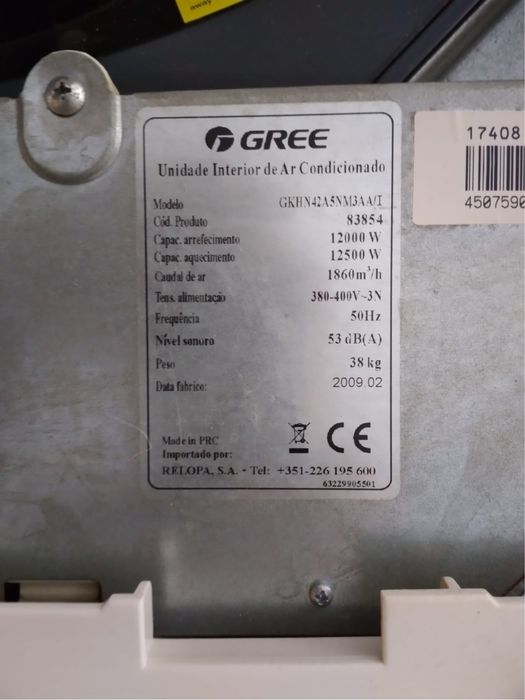 away
GREE
Unidade Interior de Ar Condicionado
Modelo GKHN42A5NM3AA/I
Cód. Produto 83854
Capac. arrefecimento 12000 W
Capac. aquecimento 12500 W
Caudal de ar 1860m³/h
Tens. alimentação 380-400V~3N
Frequência 50Hz
Nível sonoro 53 dB(A)
Peso 38 kg
Data fabrico: 2009.02
Made in PRC
CE
Importado por:
RELOPA, S.A. - Tel: +351-226 195 600
63229905501
17408
4507590